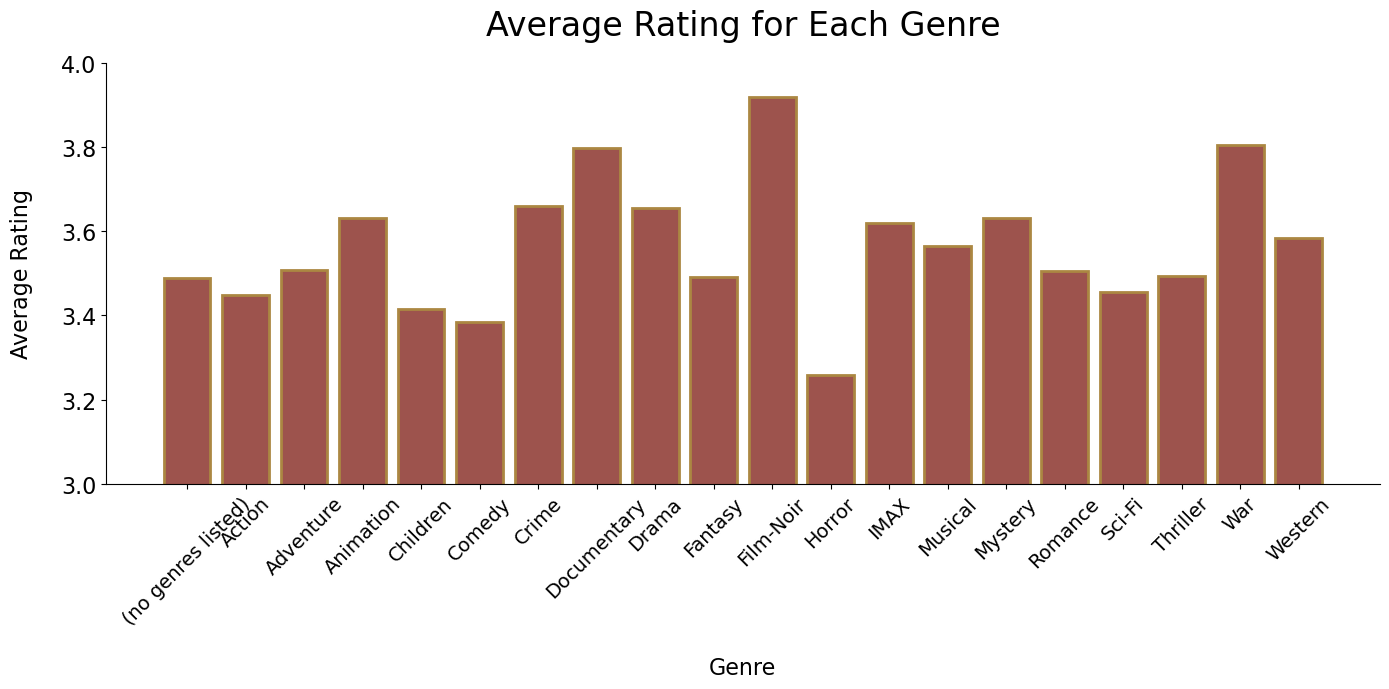 Average Rating for Each Genre
4.0
3.8
3.6
3.4
3.2
3.0
Average Rating
(no genres listed)
Action
Adventure
Animation
Children
Comedy
Crime
Documentary
Drama
Fantasy
Film-Noir
Horror
IMAX
Musical
Mystery
Romance
Sci-Fi
Thriller
War
Western
Genre